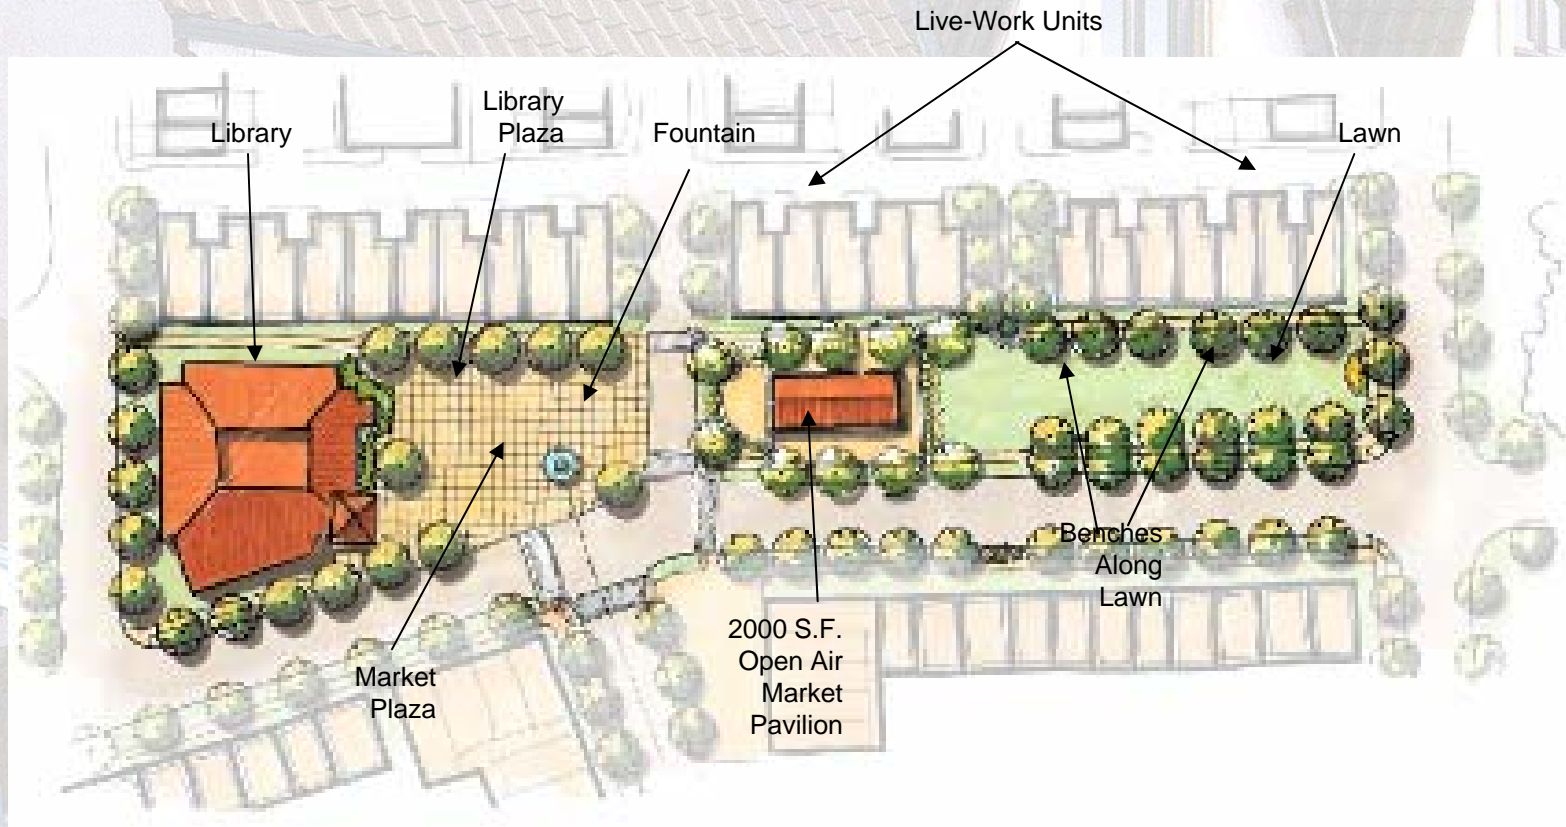 Live-Work Units
Library
Plaza
Library
Fountain
Lawn
Benches
Along
Lawn
2000 S.F.
Open Air
Market
Pavilion
Market
Plaza